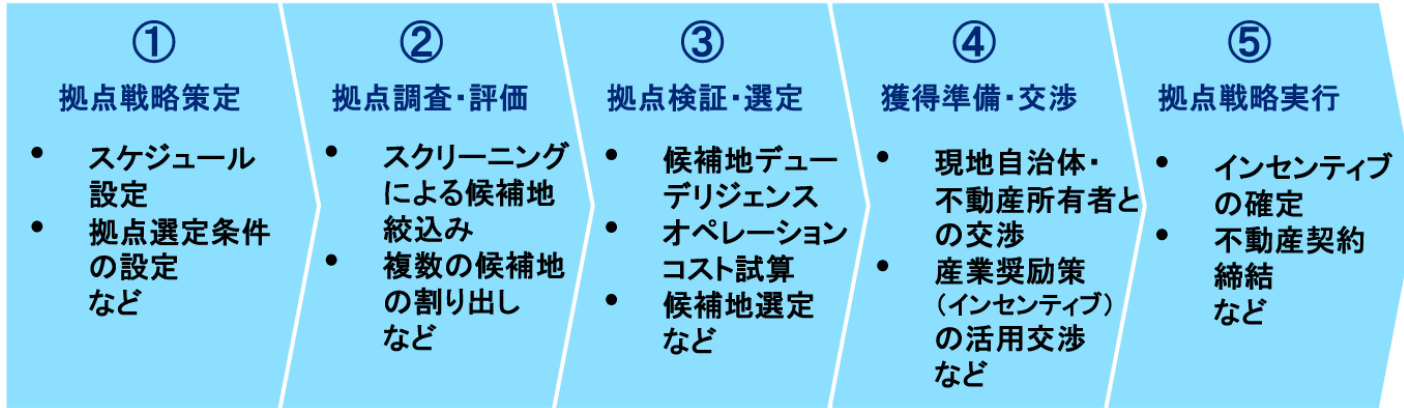 ①
拠点戦略策定
• スケジュール
設定
• 拠点選定条件
の設定
など
②
拠点調査・評価
• スクリーニング
による候補地
絞込み
• 複数の候補地
の割り出し
など
③
拠点検証・選定
• 候補地デュー
デリジェンス
• オペレーション
コスト試算
• 候補地選定
など
④
獲得準備・交渉
• 現地自治体・
不動産所有者と
の交渉
• 産業奨励策
（インセンティブ）
の活用交渉
など
⑤
拠点戦略実行
• インセンティブ
の確定
• 不動産契約
締結
など